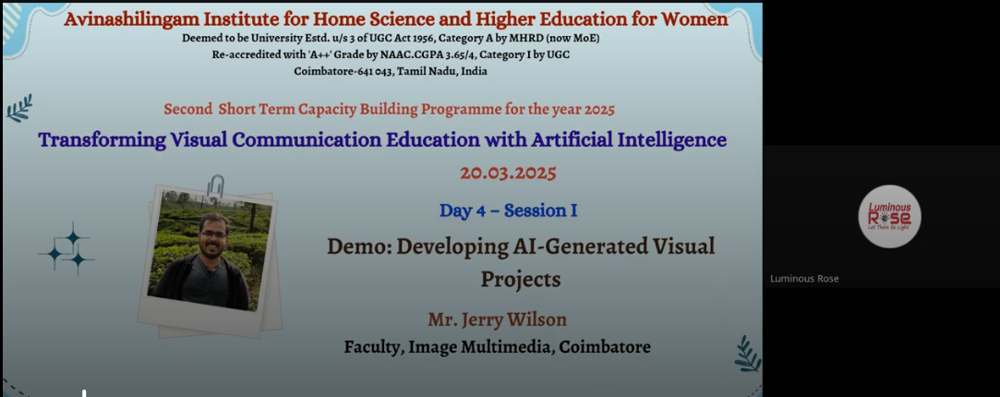 Avinashilingam Institute for Home Science and Higher Education for Women
Deemed to be University Estd. u/s 3 of UGC Act 1956, Category A by MHRD (now MoE)
Re-accredited with 'A++' Grade by NAAC.CGPA 3.65/4, Category I by UGC
Coimbatore-641 043, Tamil Nadu, India
Second Short Term Capacity Building Programme for the year 2025
Transforming Visual Communication Education with Artificial Intelligence
20.03.2025
Day 4 – Session I
Demo: Developing AI-Generated Visual
Projects
Mr. Jerry Wilson
Faculty, Image Multimedia, Coimbatore
Luminous
Rose
Let There Be Light
Luminous Rose